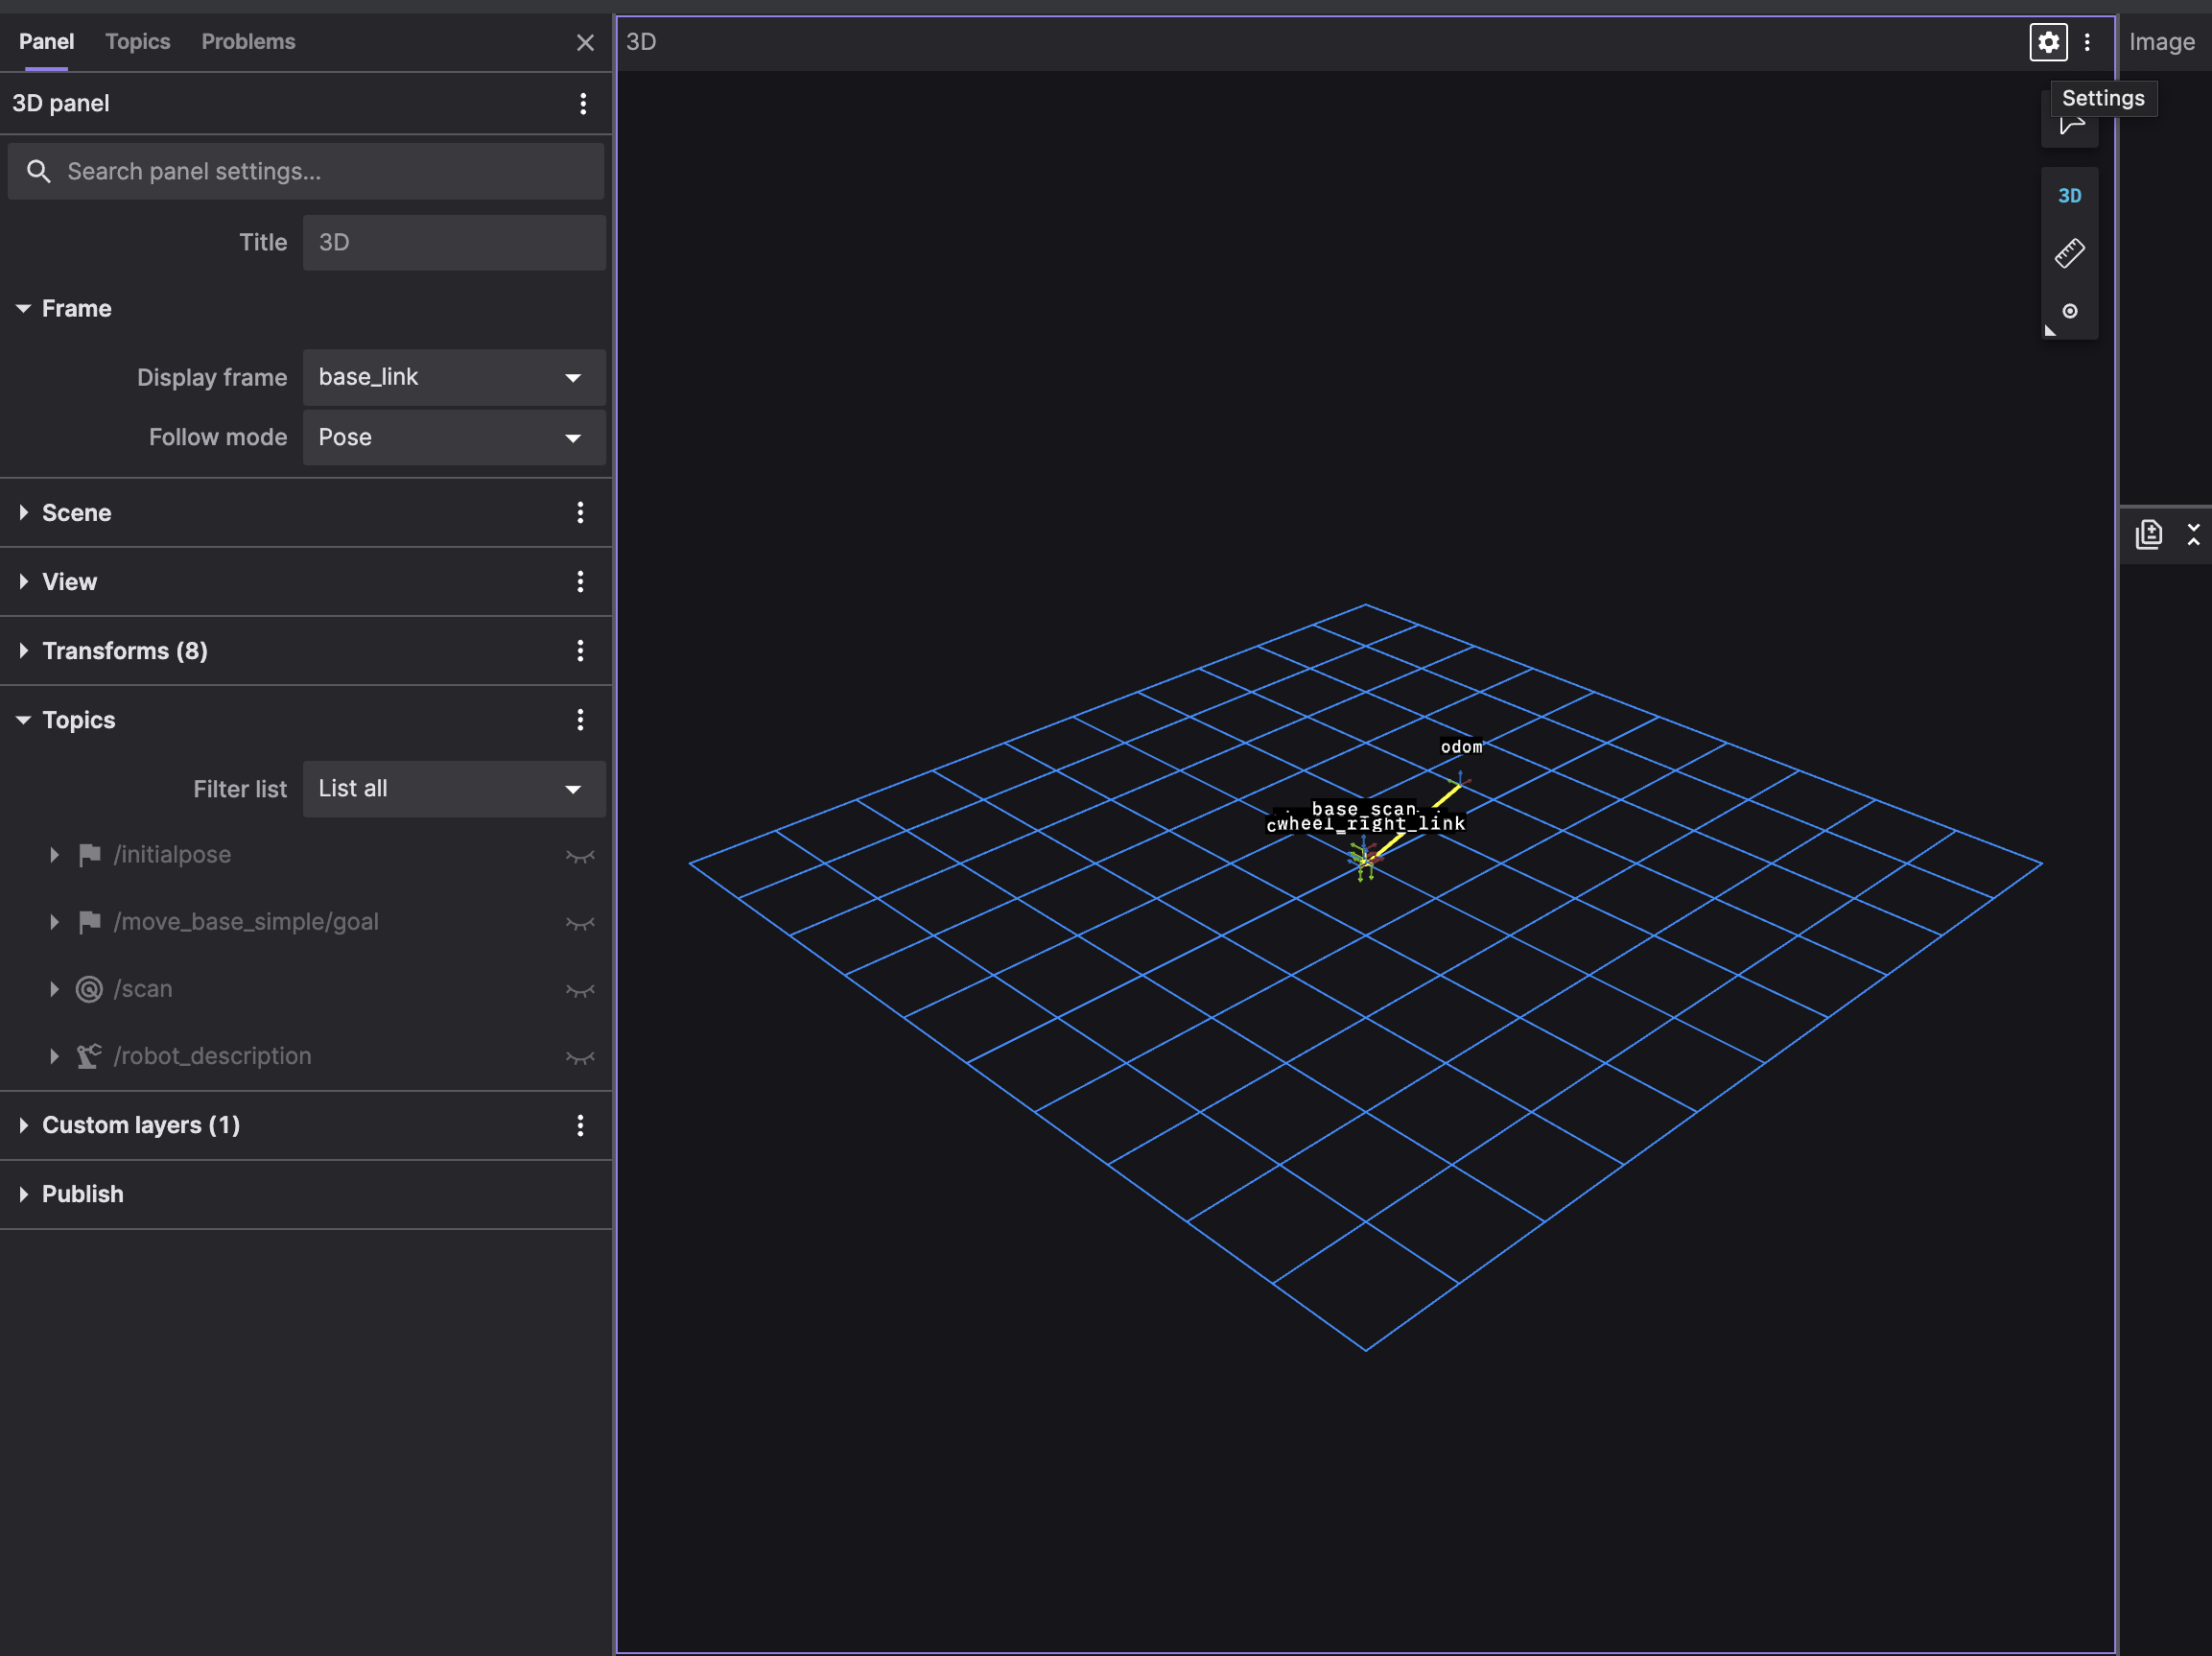 Panel Topics Problems
3D panel
Search panel settings...
Title 3D
Frame
Display frame base_link
Follow mode Pose
Scene
View
Transforms (8)
Topics
Filter list List all
/initialpose
/move_base_simple/goal
/scan
/robot_description
Custom layers (1)
Publish
3D
Settings
3D
odom
base_scan
wheel_right_link
Image